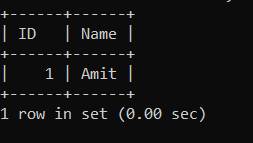 +------+------+
| ID   | Name |
+------+------+
|    1 | Amit |
+------+------+
1 row in set (0.00 sec)